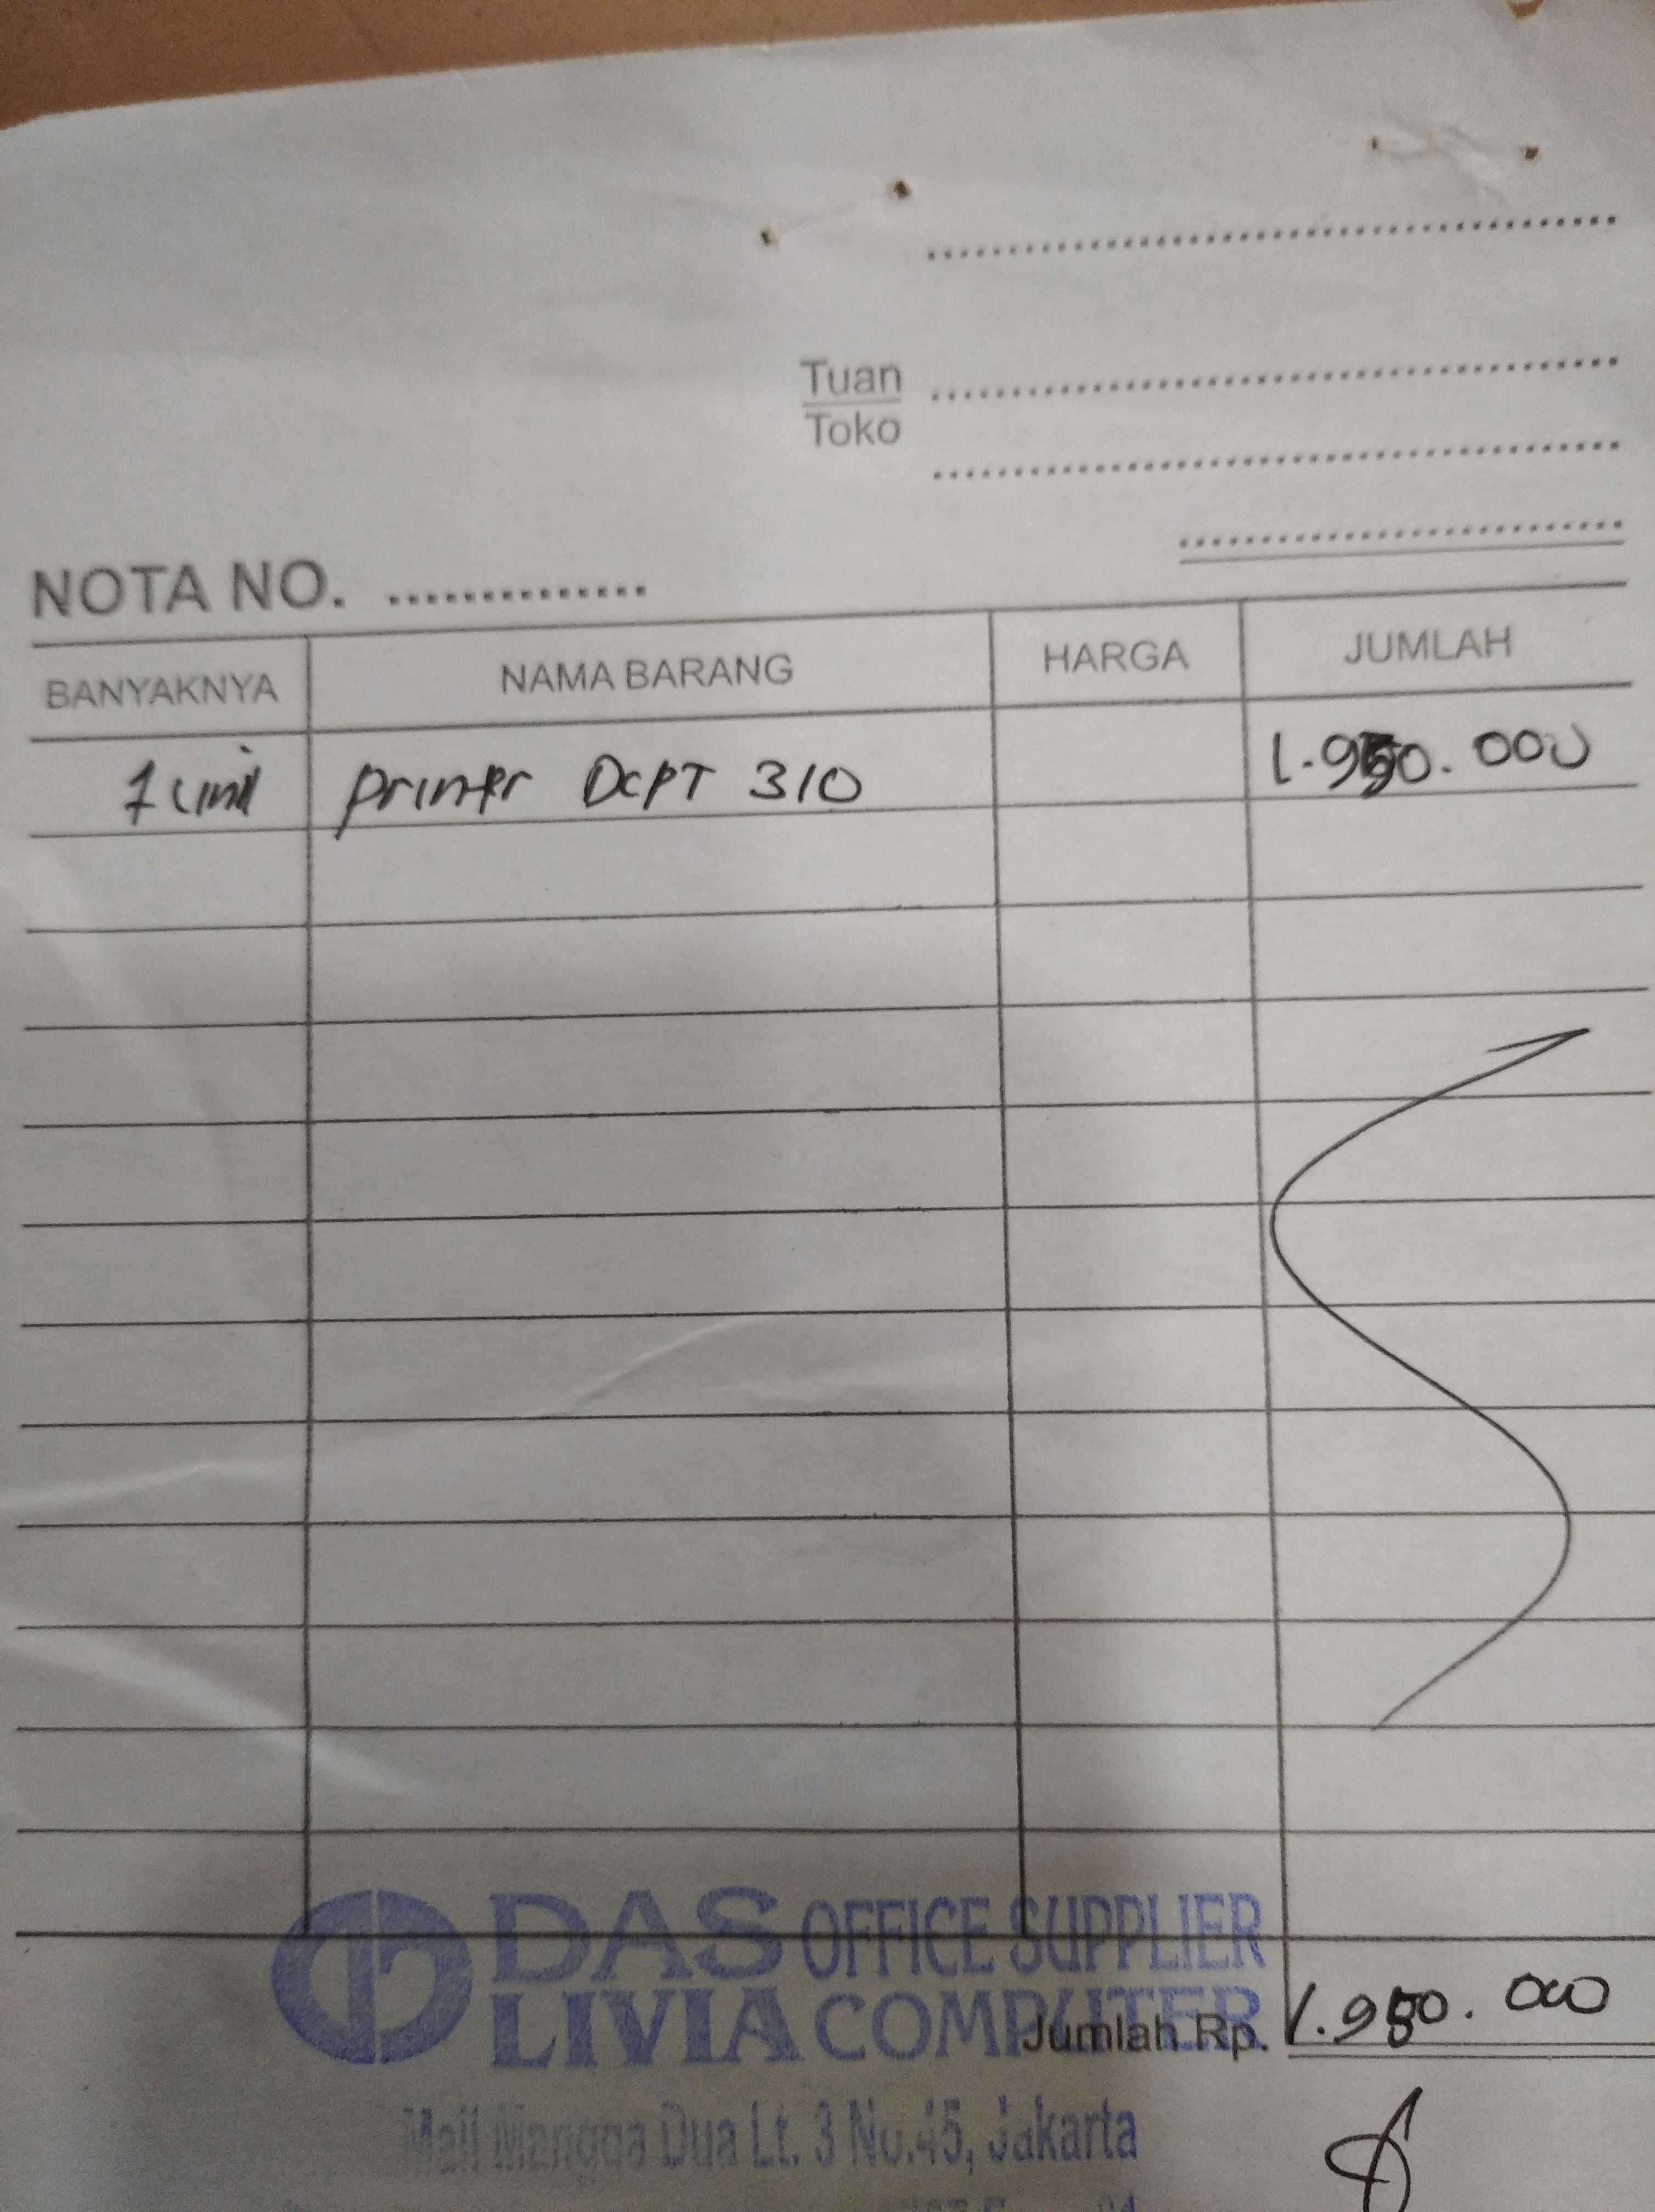 Tuan
Toko
NOTA NO. ..............
BANYAKNYA NAMA BARANG HARGA JUMLAH
1 unit printer DCPT 310 1.950.000
DAS OFFICE SUPPLIER
LIVIA COMPUTER
Jumlah Rp. 1.950.000
Mall Mangga Dua Lt. 3 No.45, Jakarta